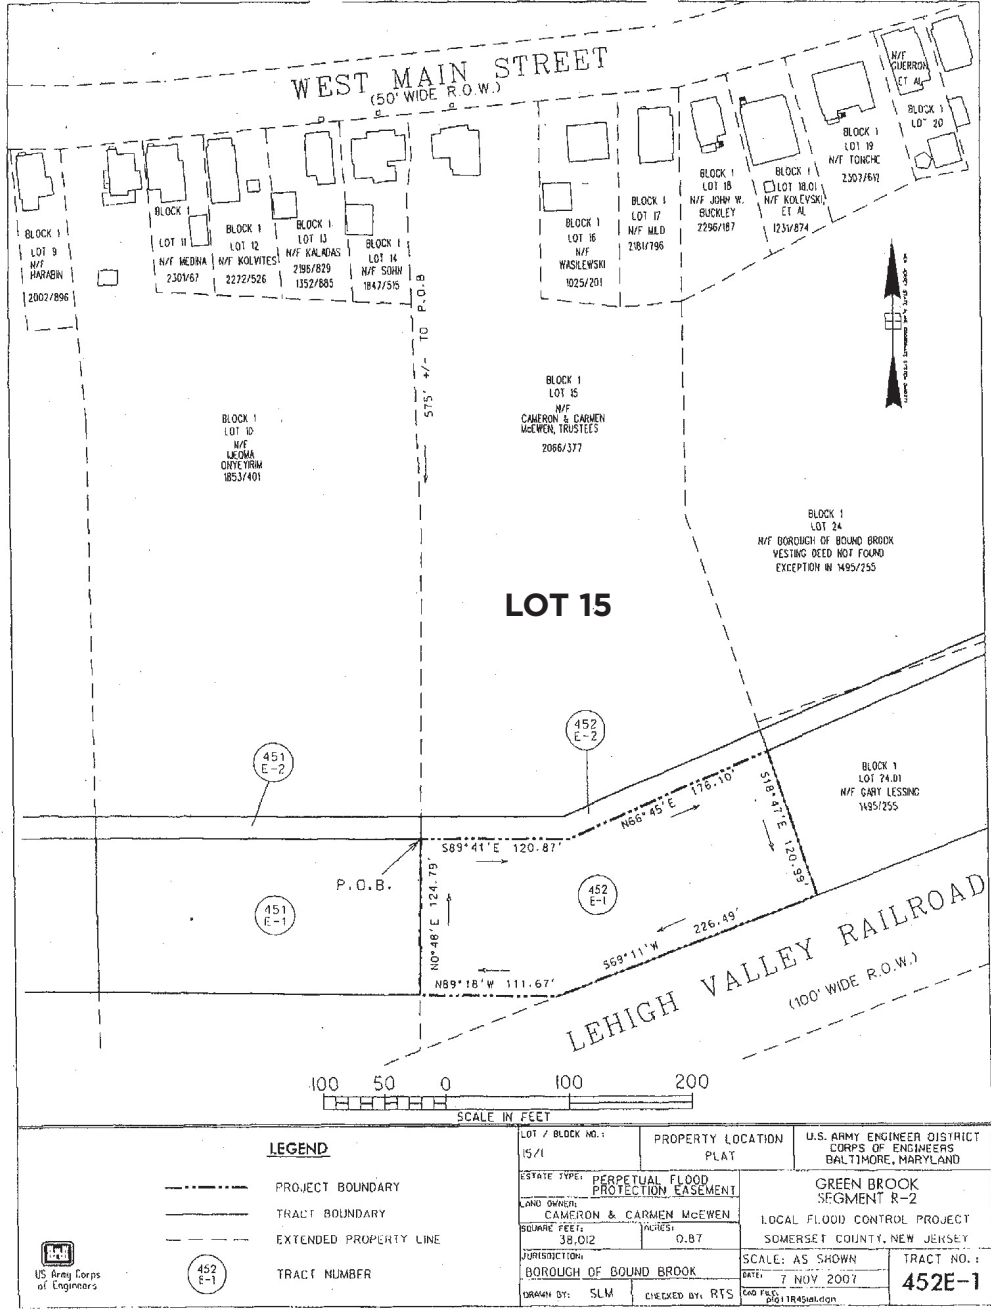 WEST MAIN STREET
(50' WIDE R.O.W.)
N/F
GUERRON
ET AL
BLOCK 1
LOT 20
BLOCK 1
LOT 19
N/F TONCHC
2507/612
BLOCK 1
LOT 18.01
N/F KOLEVSKI,
ET AL
1231/874
BLOCK 1
LOT 18
N/F JOHN W.
BUCKLEY
2296/187
BLOCK 1
LOT 17
N/F MLD
2181/796
BLOCK 1
LOT 16
N/F
WASILEWSKI
1025/201
BLOCK 1
LOT 14
N/F SOHN
1847/515
BLOCK 1
LOT 13
N/F KALADAS
2196/829
1352/885
BLOCK 1
LOT 12
N/F KOLVITES
2272/526
BLOCK 1
LOT 11
N/F MEDINA
2301/67
BLOCK 1
LOT 9
N/F
HARABIN
2002/896
575' +/- TO P.O.B
BLOCK 1
LOT 10
N/F
IJEOMA
ONYEYIRIM
1853/401
BLOCK 1
LOT 15
N/F
CAMERON & CARMEN
McEWEN, TRUSTEES
2066/377
BLOCK 1
LOT 24
N/F BOROUGH OF BOUND BROOK
VESTING DEED NOT FOUND
EXCEPTION IN 1495/255
LOT 15
452
E-2
451
E-2
BLOCK 1
LOT 24.01
N/F GARY LESSING
1495/255
N66°45'E 176.10'
S18°47'E 120.99'
S89°41'E 120.87'
P.O.B.
N0°48'E 124.79'
452
E-1
451
E-1
S69°11'W 226.49'
N89°18'W 111.67'
LEHIGH VALLEY RAILROAD
(100' WIDE R.O.W.)
100 50 0 100 200
SCALE IN FEET
LEGEND
PROJECT BOUNDARY
TRACT BOUNDARY
EXTENDED PROPERTY LINE
452
E-1
TRACT NUMBER
US Army Corps
of Engineers
LOT / BLOCK NO.:
15/1
PROPERTY LOCATION
PLAT
U.S. ARMY ENGINEER DISTRICT
CORPS OF ENGINEERS
BALTIMORE, MARYLAND
ESTATE TYPE: PERPETUAL FLOOD
PROTECTION EASEMENT
LAND OWNER:
CAMERON & CARMEN McEWEN
SQUARE FEET:
38,012
ACRES:
0.87
GREEN BROOK
SEGMENT R-2
LOCAL FLOOD CONTROL PROJECT
SOMERSET COUNTY, NEW JERSEY
JURISDICTION:
BOROUGH OF BOUND BROOK
SCALE: AS SHOWN
DATE: 7 NOV 2007
TRACT NO.:
452E-1
DRAWN BY: SLM
CHECKED BY: RTS
CAD FILE: